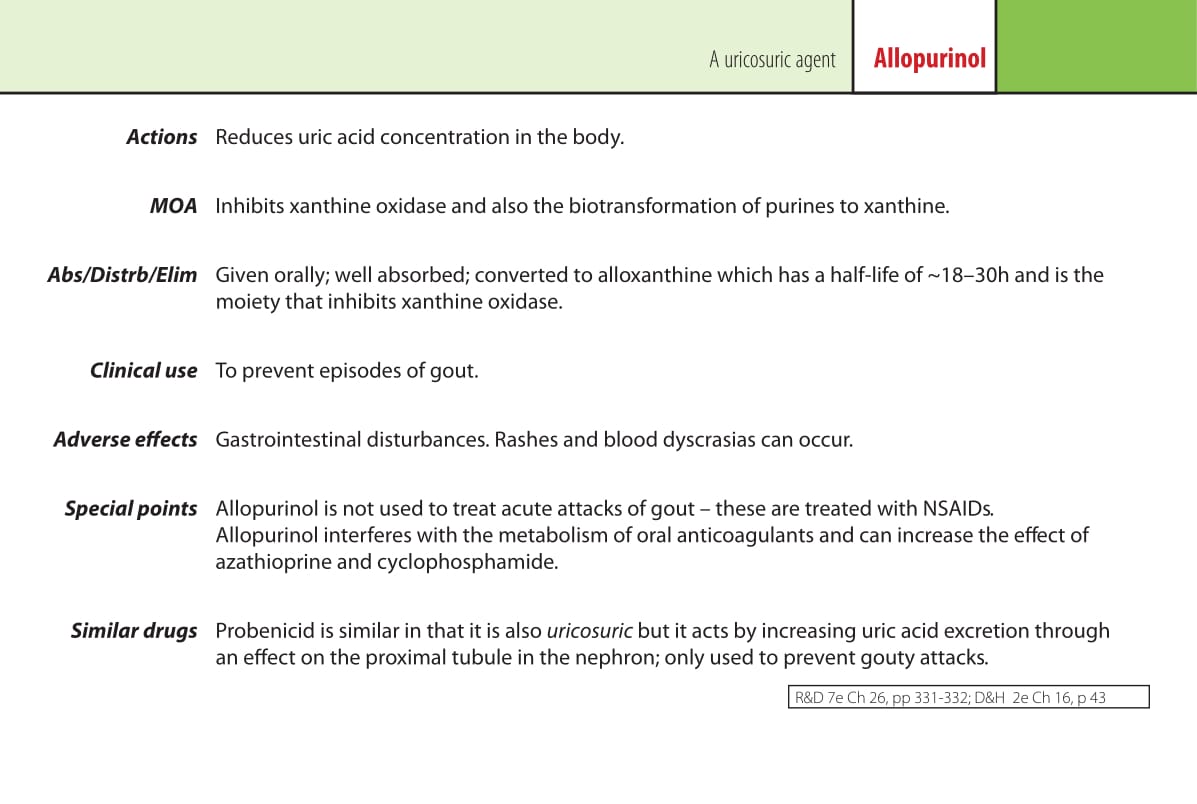 A uricosuric agent Allopurinol
Actions Reduces uric acid concentration in the body.
MOA Inhibits xanthine oxidase and also the biotransformation of purines to xanthine.
Abs/Distrb/Elim Given orally; well absorbed; converted to alloxanthine which has a half-life of ~18–30h and is the
moiety that inhibits xanthine oxidase.
Clinical use To prevent episodes of gout.
Adverse effects Gastrointestinal disturbances. Rashes and blood dyscrasias can occur.
Special points Allopurinol is not used to treat acute attacks of gout – these are treated with NSAIDs.
Allopurinol interferes with the metabolism of oral anticoagulants and can increase the effect of
azathioprine and cyclophosphamide.
Similar drugs Probenicid is similar in that it is also uricosuric but it acts by increasing uric acid excretion through
an effect on the proximal tubule in the nephron; only used to prevent gouty attacks.
R&D 7e Ch 26, pp 331-332; D&H 2e Ch 16, p 43